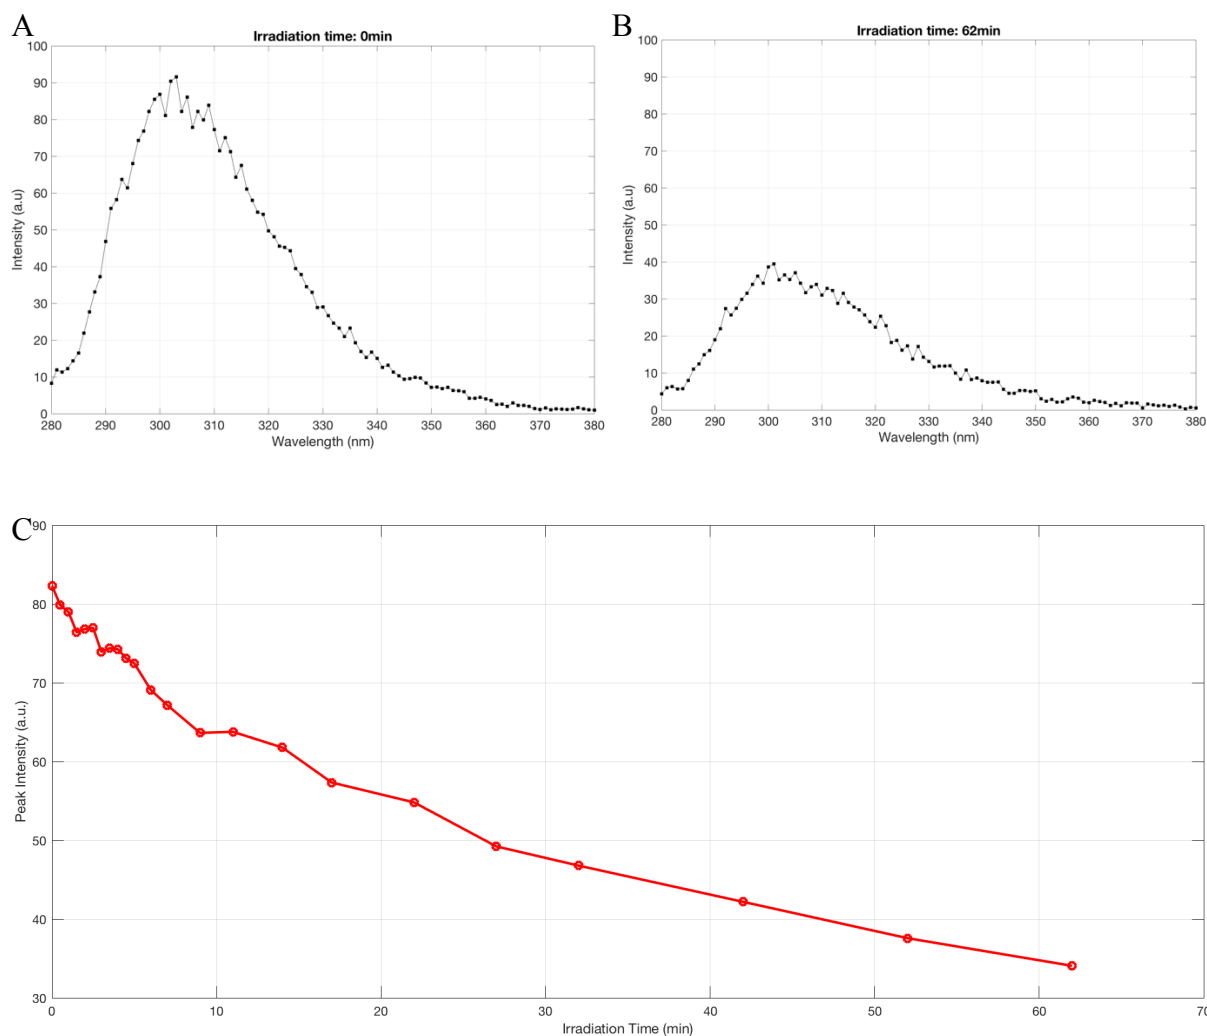 A
Irradiation time: 0min
100
90
80
70
60
50
40
30
20
10
0
Intensity (a.u)
280 290 300 310 320 330 340 350 360 370 380
Wavelength (nm)
B
Irradiation time: 62min
100
90
80
70
60
50
40
30
20
10
0
Intensity (a.u)
280 290 300 310 320 330 340 350 360 370 380
Wavelength (nm)
C
90
80
70
60
50
40
30
Peak Intensity (a.u.)
0 10 20 30 40 50 60 70
Irradiation Time (min)